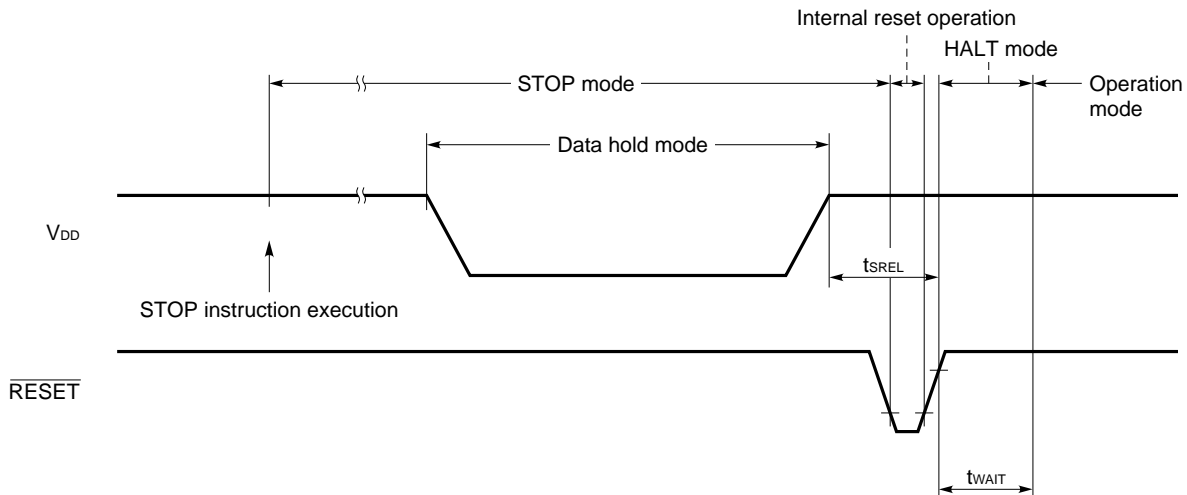 Internal reset operation
HALT mode
STOP mode
Operation
mode
Data hold mode
VDD
tSREL
STOP instruction execution
RESET
tWAIT